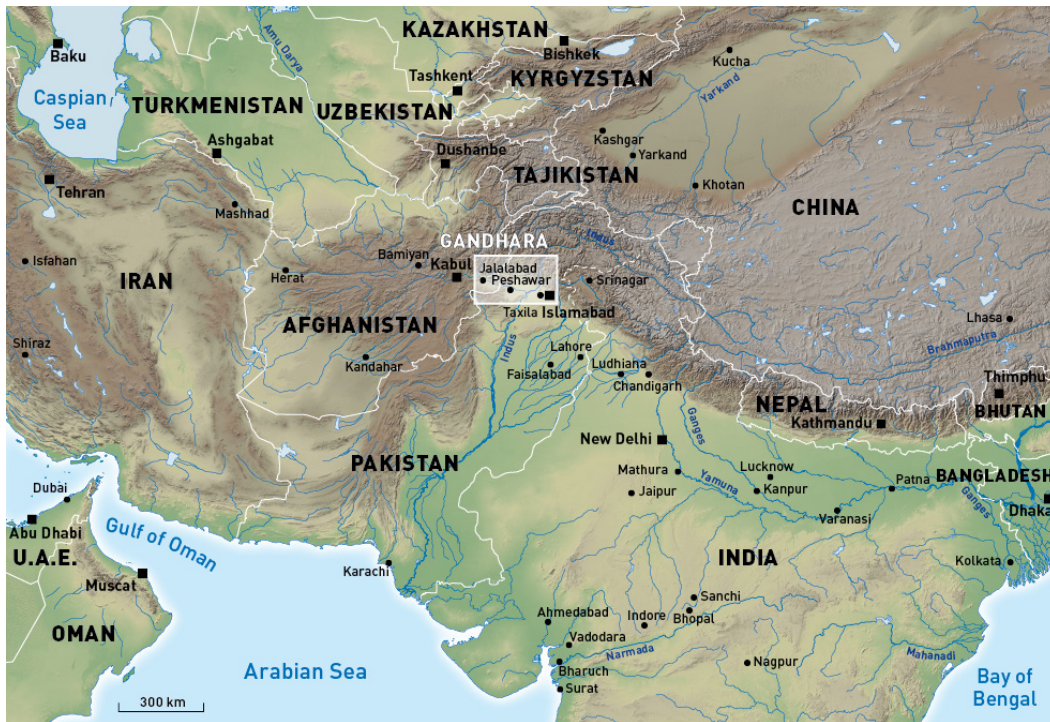 KAZAKHSTAN
Bishkek
Baku
Amu Darya
Kucha
Tashkent
KYRGYZSTAN
Yarkand
Caspian
Sea
TURKMENISTAN
UZBEKISTAN
Kashgar
Ashgabat
Dushanbe
Yarkand
TAJIKISTAN
Tehran
Khotan
Mashhad
CHINA
GANDHARA
Indus
Isfahan
Bamiyan
Kabul
Jalalabad
Peshawar
Srinagar
IRAN
Herat
Taxila
Islamabad
AFGHANISTAN
Lhasa
Shiraz
Indus
Lahore
Brahmaputra
Kandahar
Faisalabad
Ludhiana
Chandigarh
Thimphu
NEPAL
BHUTAN
Ganges
Kathmandu
New Delhi
PAKISTAN
Mathura
Lucknow
Yamuna
Patna
BANGLADESH
Dubai
Jaipur
Kanpur
Ganges
Dhaka
Abu Dhabi
Gulf of Oman
Varanasi
U.A.E.
INDIA
Kolkata
Karachi
Muscat
Sanchi
Ahmedabad
Indore
Bhopal
OMAN
Vadodara
Narmada
Mahanadi
Arabian Sea
Bharuch
Nagpur
Bay of
Bengal
Surat
300 km